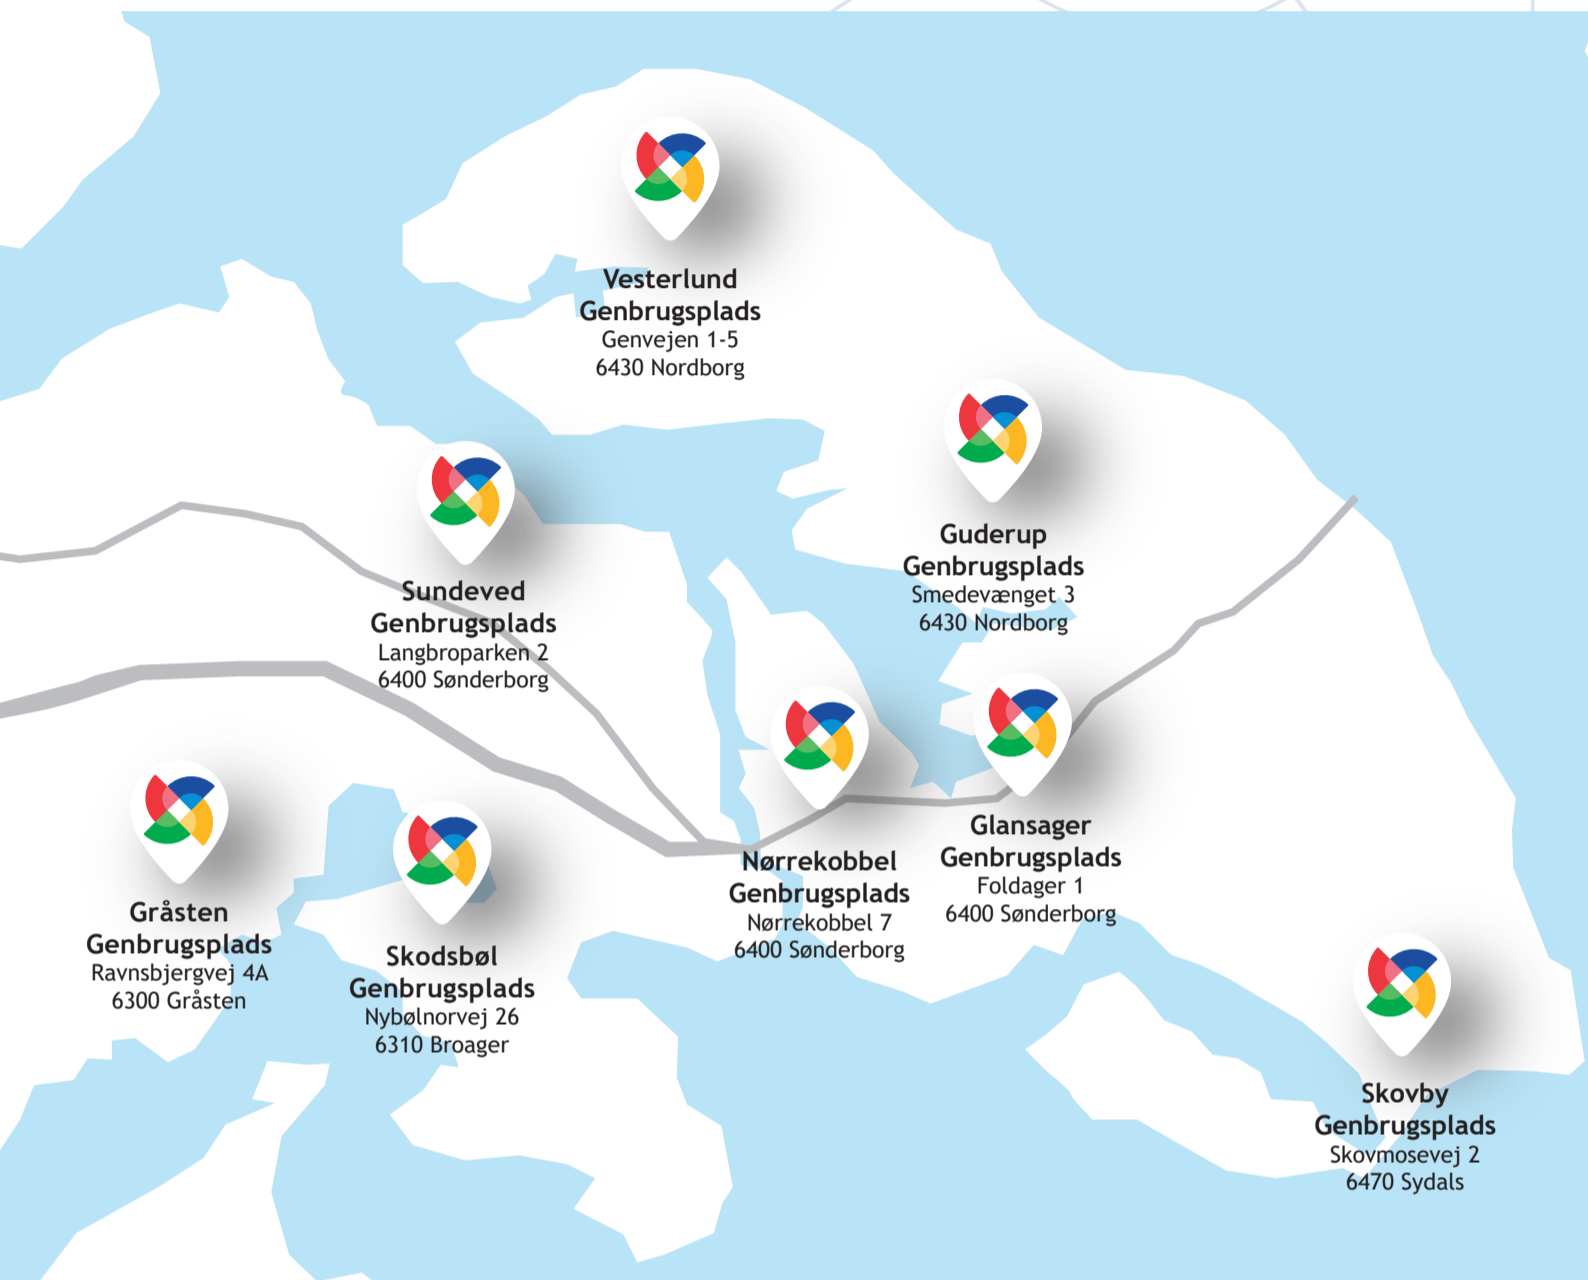 Vesterlund
Genbrugsplads
Genvejen 1-5
6430 Nordborg
Guderup
Genbrugsplads
Smedevænget 3
6430 Nordborg
Sundeved
Genbrugsplads
Langbroparken 2
6400 Sønderborg
Glansager
Genbrugsplads
Foldager 1
6400 Sønderborg
Nørrekobbel
Genbrugsplads
Nørrekobbel 7
6400 Sønderborg
Gråsten
Genbrugsplads
Ravnsbjergvej 4A
6300 Gråsten
Skodsbøl
Genbrugsplads
Nybølnorvej 26
6310 Broager
Skovby
Genbrugsplads
Skovmosevej 2
6470 Sydals